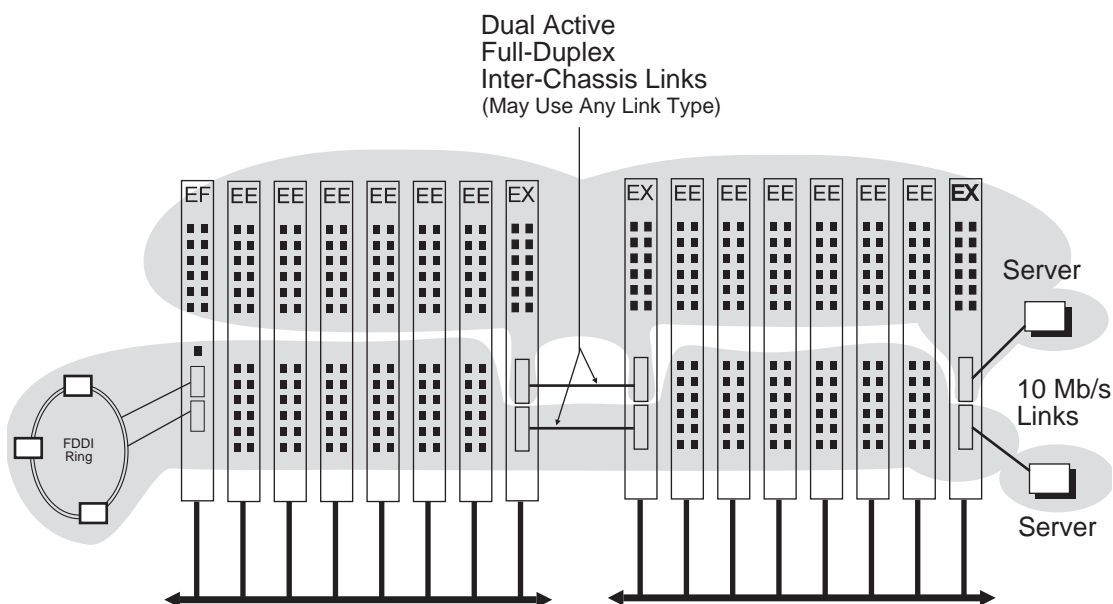 Dual Active
Full-Duplex
Inter-Chassis Links
(May Use Any Link Type)
EF EE EE EE EE EE EE EX
EX EE EE EE EE EE EE EX
Server
FDDI
Ring
10 Mb/s
Links
Server